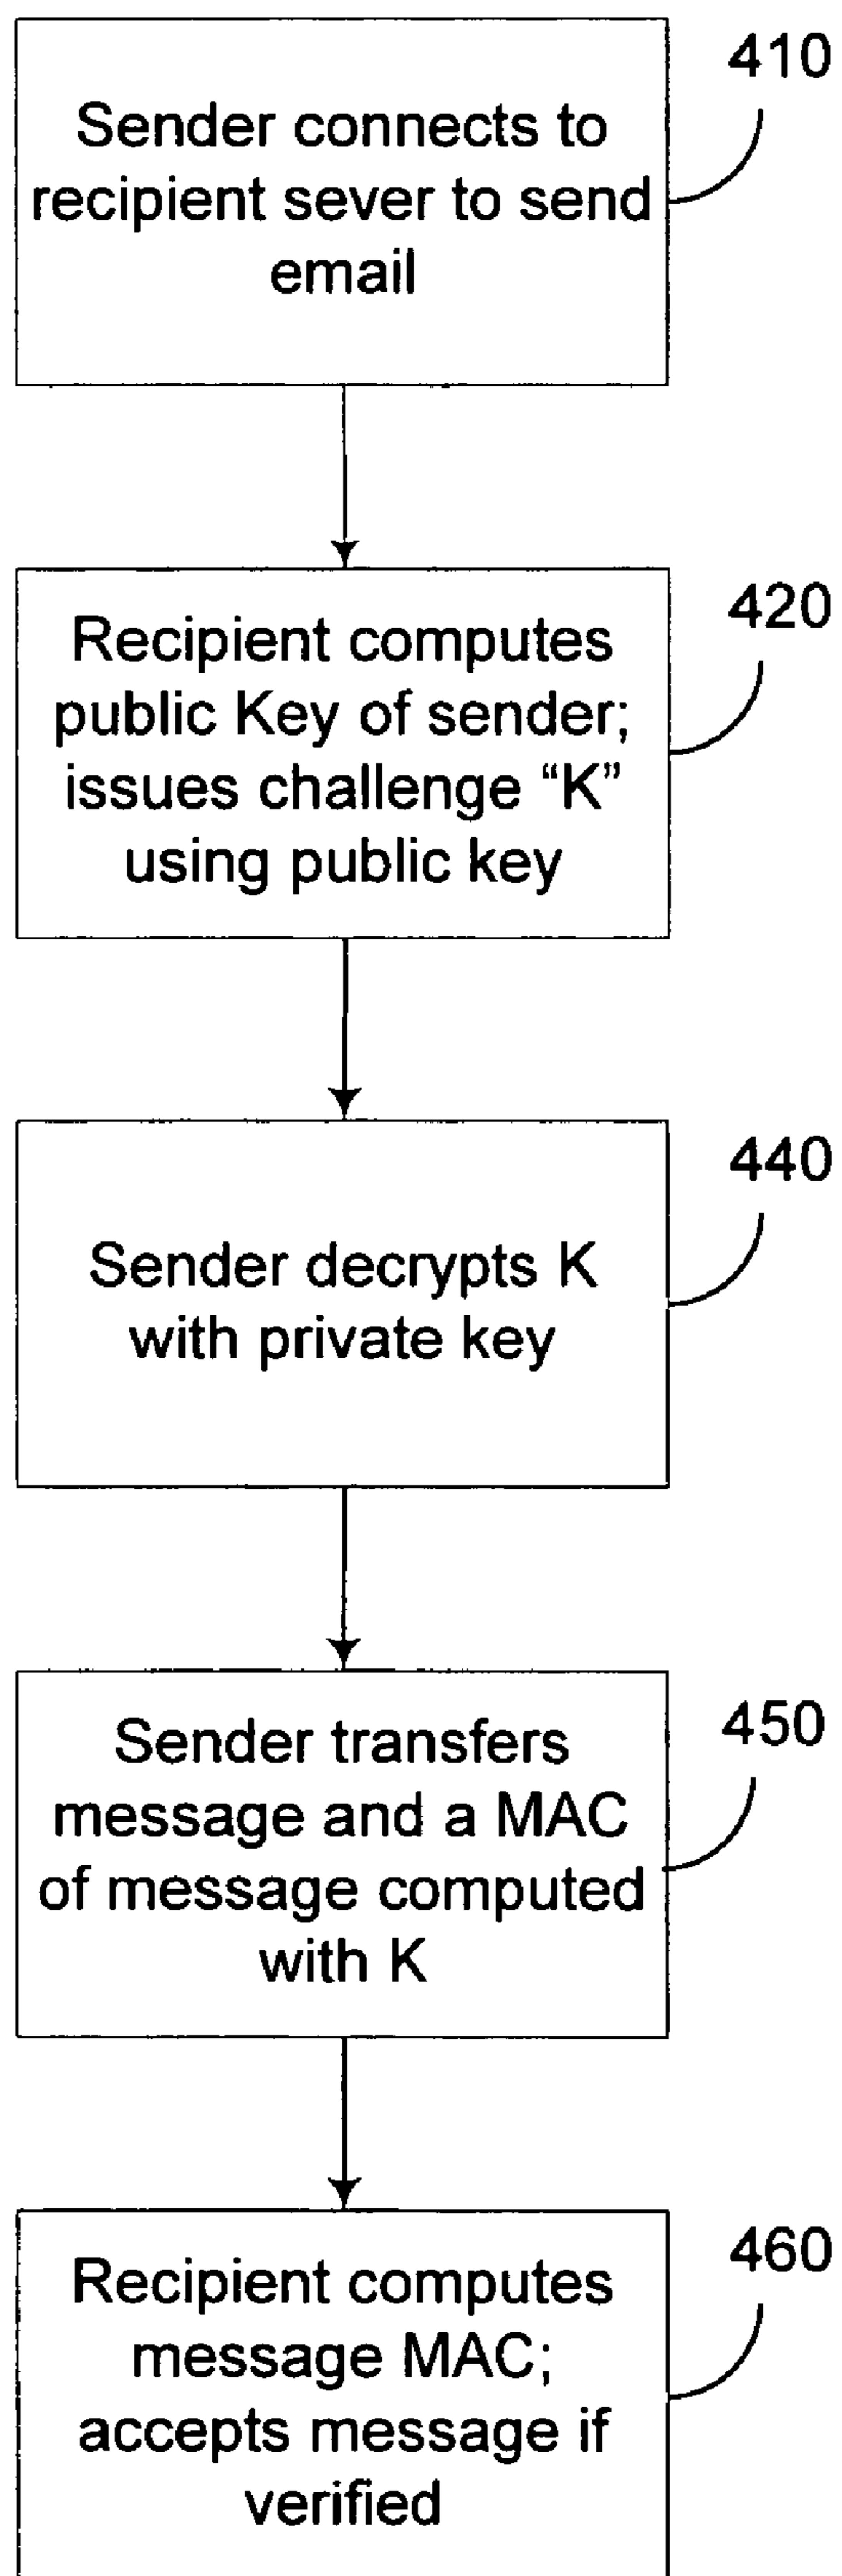 410
Sender connects to
recipient sever to send
email
420
Recipient computes
public Key of sender;
issues challenge “K”
using public key
440
Sender decrypts K
with private key
450
Sender transfers
message and a MAC
of message computed
with K
460
Recipient computes
message MAC;
accepts message if
verified